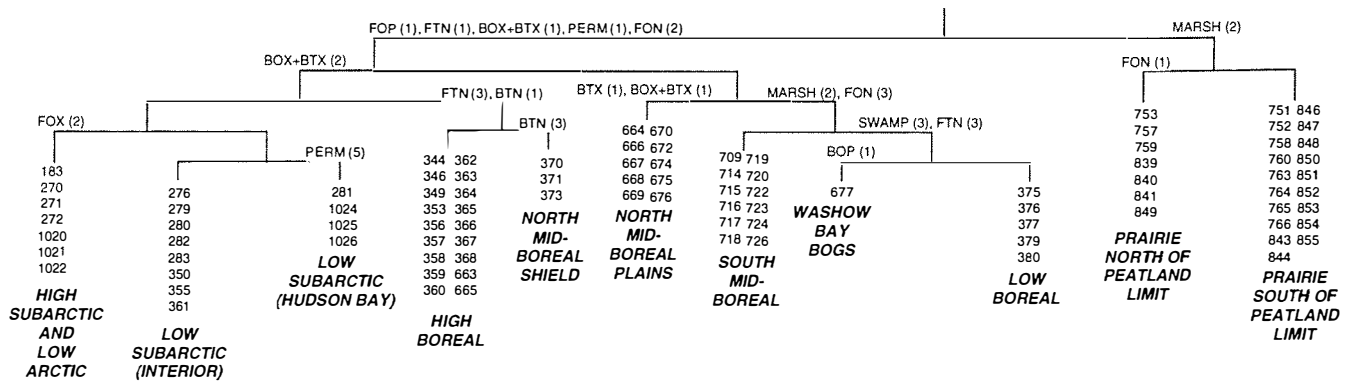 FOP (1), FTN (1), BOX+BTX (1), PERM (1), FON (2)
MARSH (2)
BOX+BTX (2)
FON (1)
FTN (3), BTN (1)
BTX (1), BOX+BTX (1)
MARSH (2), FON (3)
FOX (2)
BTN (3)
SWAMP (3), FTN (3)
PERM (5)
BOP (1)
183
270
271
272
1020
1021
1022
HIGH
SUBARCTIC
AND
LOW
ARCTIC
276
279
280
282
283
350
355
361
LOW
SUBARCTIC
(INTERIOR)
281
1024
1025
1026
LOW
SUBARCTIC
(HUDSON BAY)
344 362
346 363
349 364
353 365
356 366
357 367
358 368
359 663
360 665
HIGH
BOREAL
370
371
373
NORTH
MID-
BOREAL
SHIELD
664 670
666 672
667 674
668 675
669 676
NORTH
MID-
BOREAL
PLAINS
709 719
714 720
715 722
716 723
717 724
718 726
SOUTH
MID-
BOREAL
677
WASHOW
BAY
BOGS
375
376
377
379
380
LOW
BOREAL
753
757
759
839
840
841
849
PRAIRIE
NORTH OF
PEATLAND
LIMIT
751 846
752 847
758 848
760 850
763 851
764 852
765 853
766 854
843 855
844
PRAIRIE
SOUTH OF
PEATLAND
LIMIT